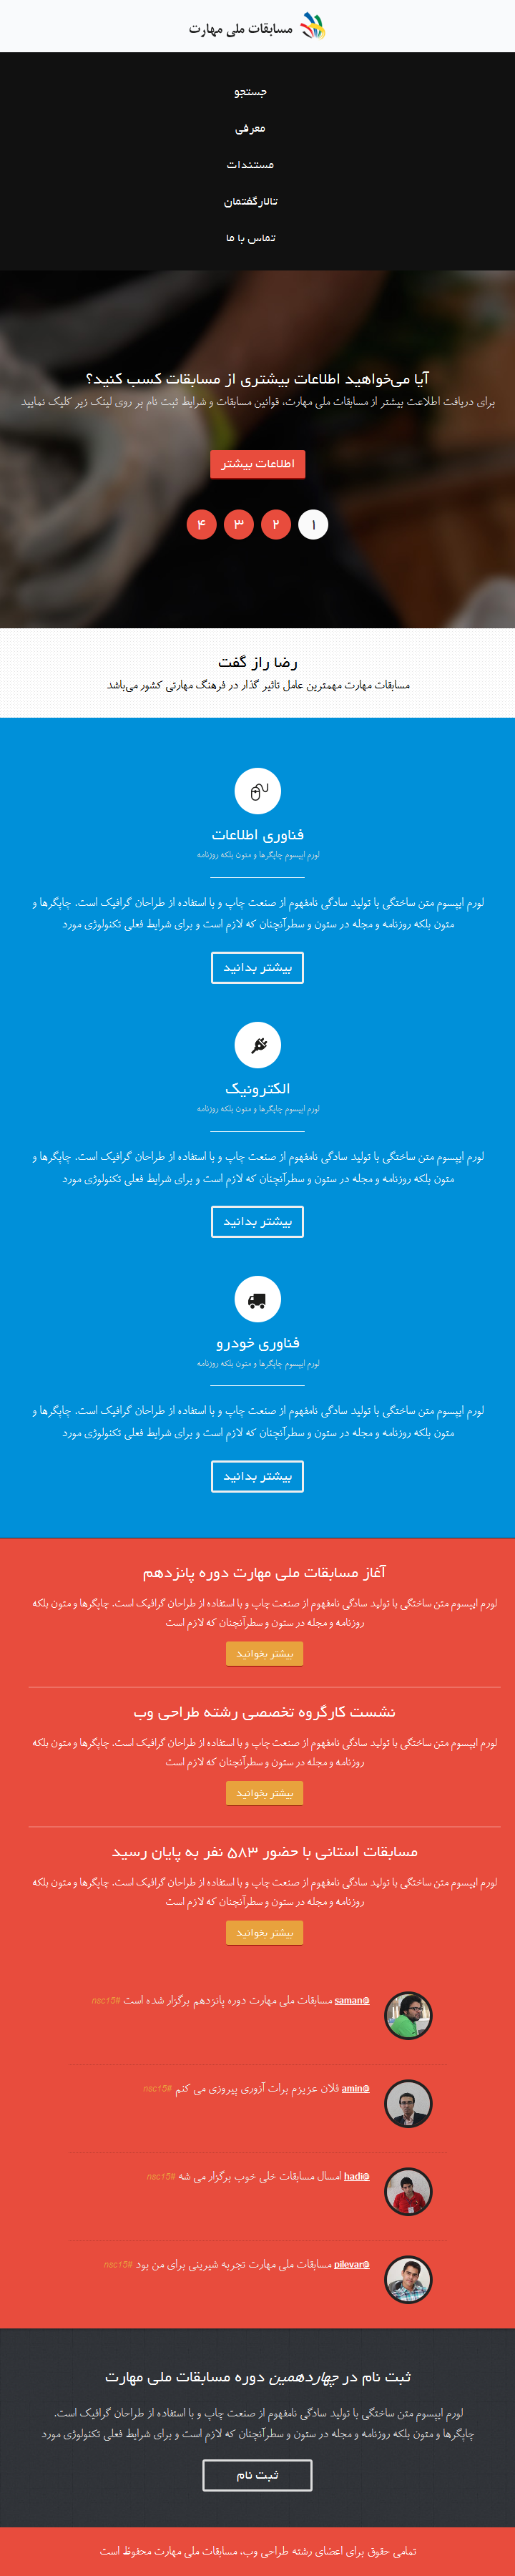 مسابقات ملی مهارت
جستجو
معرفی
مستندات
تالارگفتمان
تماس با ما
آیا می‌خواهید اطلاعات بیشتری از مسابقات کسب کنید؟
برای دریافت اطلاعت بیشتر از مسابقات ملی مهارت، قوانین مسابقات و شرایط ثبت نام بر روی لینک زیر کلیک نمایید
اطلاعات بیشتر
۱ ۲ ۳ ۴
رضا راز گفت
مسابقات مهارت مهمترین عامل تاثیر گذار در فرهنگ مهارتی کشور می‌باشد
فناوری اطلاعات
لورم ایپسوم چاپگرها و متون بلکه روزنامه
لورم ایپسوم متن ساختگی با تولید سادگی نامفهوم از صنعت چاپ و با استفاده از طراحان گرافیک است. چاپگرها و
متون بلکه روزنامه و مجله در ستون و سطرآنچنان که لازم است و برای شرایط فعلی تکنولوژی مورد
بیشتر بدانید
الکترونیک
لورم ایپسوم چاپگرها و متون بلکه روزنامه
لورم ایپسوم متن ساختگی با تولید سادگی نامفهوم از صنعت چاپ و با استفاده از طراحان گرافیک است. چاپگرها و
متون بلکه روزنامه و مجله در ستون و سطرآنچنان که لازم است و برای شرایط فعلی تکنولوژی مورد
بیشتر بدانید
فناوری خودرو
لورم ایپسوم چاپگرها و متون بلکه روزنامه
لورم ایپسوم متن ساختگی با تولید سادگی نامفهوم از صنعت چاپ و با استفاده از طراحان گرافیک است. چاپگرها و
متون بلکه روزنامه و مجله در ستون و سطرآنچنان که لازم است و برای شرایط فعلی تکنولوژی مورد
بیشتر بدانید
آغاز مسابقات ملی مهارت دوره پانزدهم
لورم ایپسوم متن ساختگی با تولید سادگی نامفهوم از صنعت چاپ و با استفاده از طراحان گرافیک است. چاپگرها و متون بلکه
روزنامه و مجله در ستون و سطرآنچنان که لازم است
بیشتر بخوانید
نشست کارگروه تخصصی رشته طراحی وب
لورم ایپسوم متن ساختگی با تولید سادگی نامفهوم از صنعت چاپ و با استفاده از طراحان گرافیک است. چاپگرها و متون بلکه
روزنامه و مجله در ستون و سطرآنچنان که لازم است
بیشتر بخوانید
مسابقات استانی با حضور ۵۸۳ نفر به پایان رسید
لورم ایپسوم متن ساختگی با تولید سادگی نامفهوم از صنعت چاپ و با استفاده از طراحان گرافیک است. چاپگرها و متون بلکه
روزنامه و مجله در ستون و سطرآنچنان که لازم است
بیشتر بخوانید
@saman مسابقات ملی مهارت دوره پانزدهم برگزار شده است #nsc15
@amin فلان عزیزم برات آزوری پیروزی می کنم #nsc15
@hadi امسال مسابقات خلی خوب برگزار می شه #nsc15
@pilevar مسابقات ملی مهارت تجربه شیرینی برای من بود #nsc15
ثبت نام در چهاردهمین دوره مسابقات ملی مهارت
لورم ایپسوم متن ساختگی با تولید سادگی نامفهوم از صنعت چاپ و با استفاده از طراحان گرافیک است.
چاپگرها و متون بلکه روزنامه و مجله در ستون و سطرآنچنان که لازم است و برای شرایط فعلی تکنولوژی مورد
ثبت نام
تمامی حقوق برای اعضای رشته طراحی وب، مسابقات ملی مهارت محفوظ است